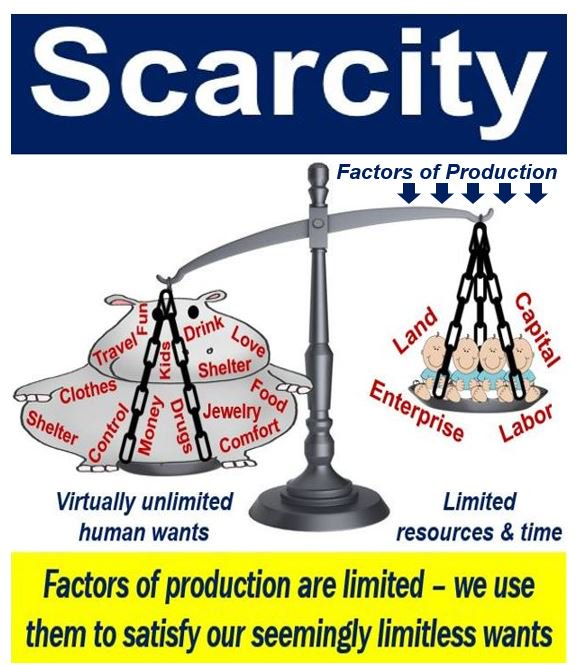 Scarcity
Factors of Production
Fun
Travel
Kids
Drink
Love
Shelter
Clothes
Food
Shelter
Control
Money
Drugs
Jewelry
Comfort
Land
Capital
Enterprise
Labor
Virtually unlimited
human wants
Limited
resources & time
Factors of production are limited – we use
them to satisfy our seemingly limitless wants